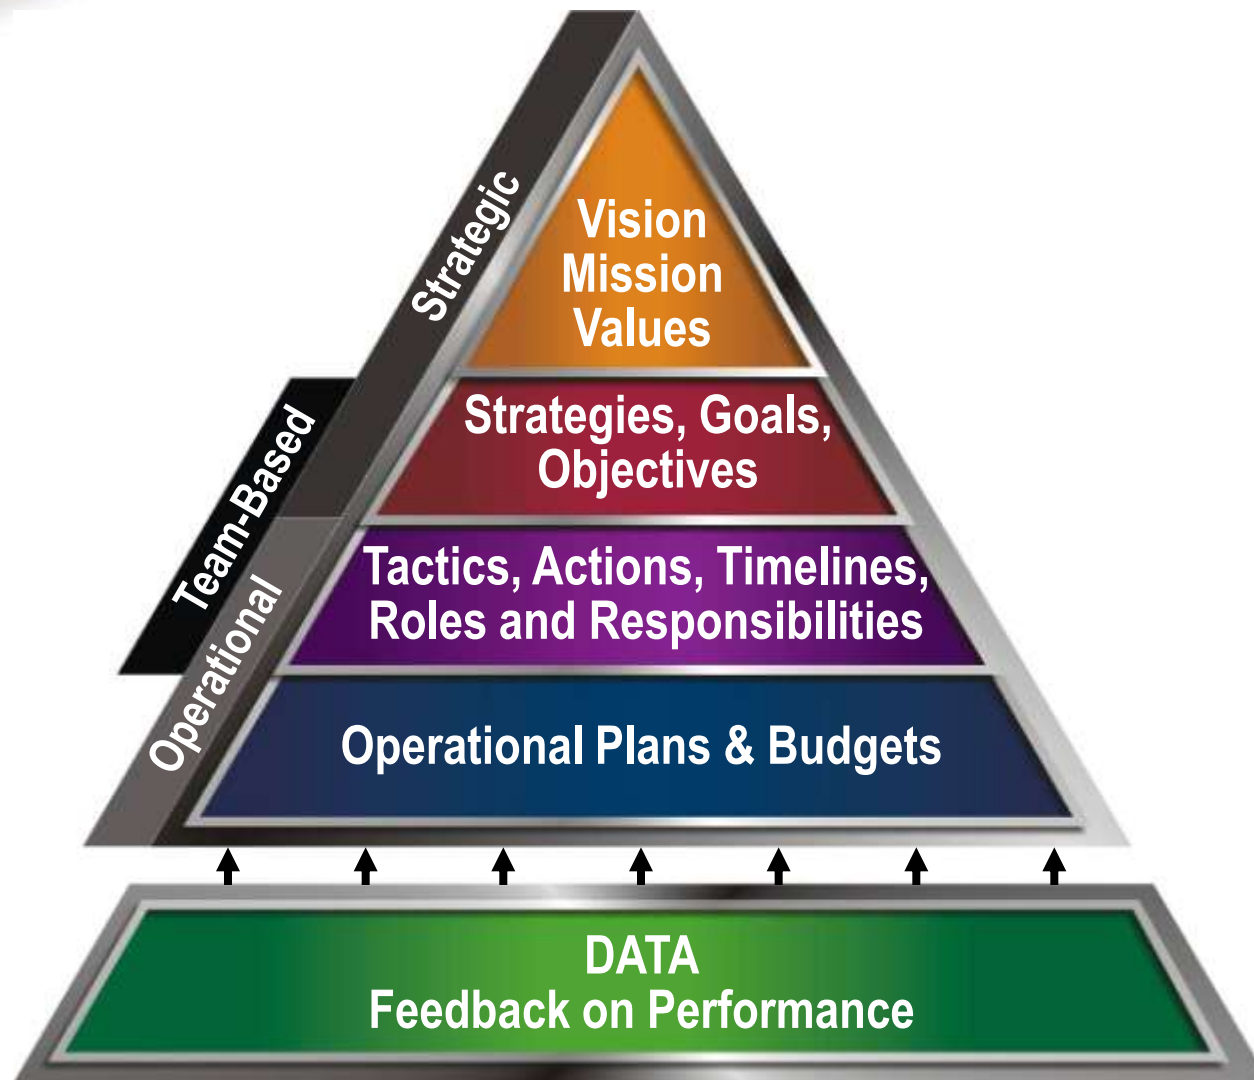 Strategic
Vision
Mission
Values
Team-Based
Strategies, Goals,
Objectives
Operational
Tactics, Actions, Timelines,
Roles and Responsibilities
Operational Plans & Budgets
DATA
Feedback on Performance